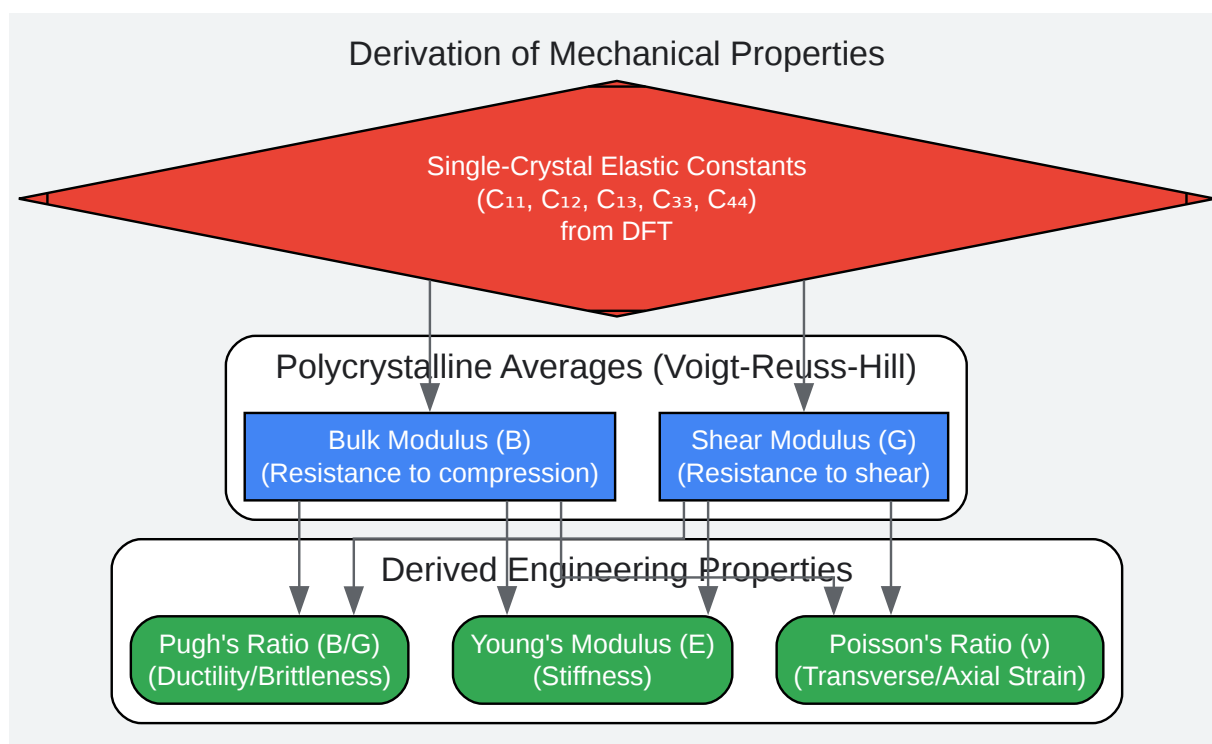 Derivation of Mechanical Properties
Single-Crystal Elastic Constants
(C₁₁, C₁₂, C₁₃, C₃₃, C₄₄)
from DFT
Polycrystalline Averages (Voigt-Reuss-Hill)
Bulk Modulus (B)
(Resistance to compression)
Shear Modulus (G)
(Resistance to shear)
Derived Engineering Properties
Pugh's Ratio (B/G)
(Ductility/Brittleness)
Young's Modulus (E)
(Stiffness)
Poisson's Ratio (ν)
(Transverse/Axial Strain)